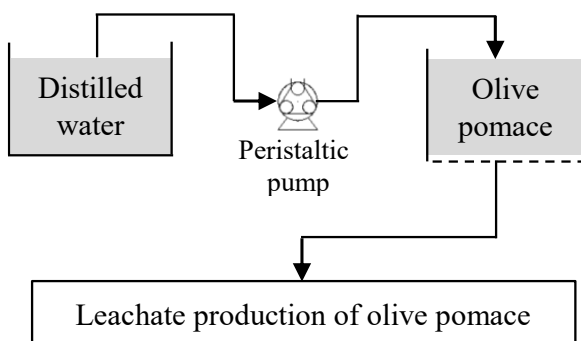 Distilled
water
Peristaltic
pump
Olive
pomace
Leachate production of olive pomace